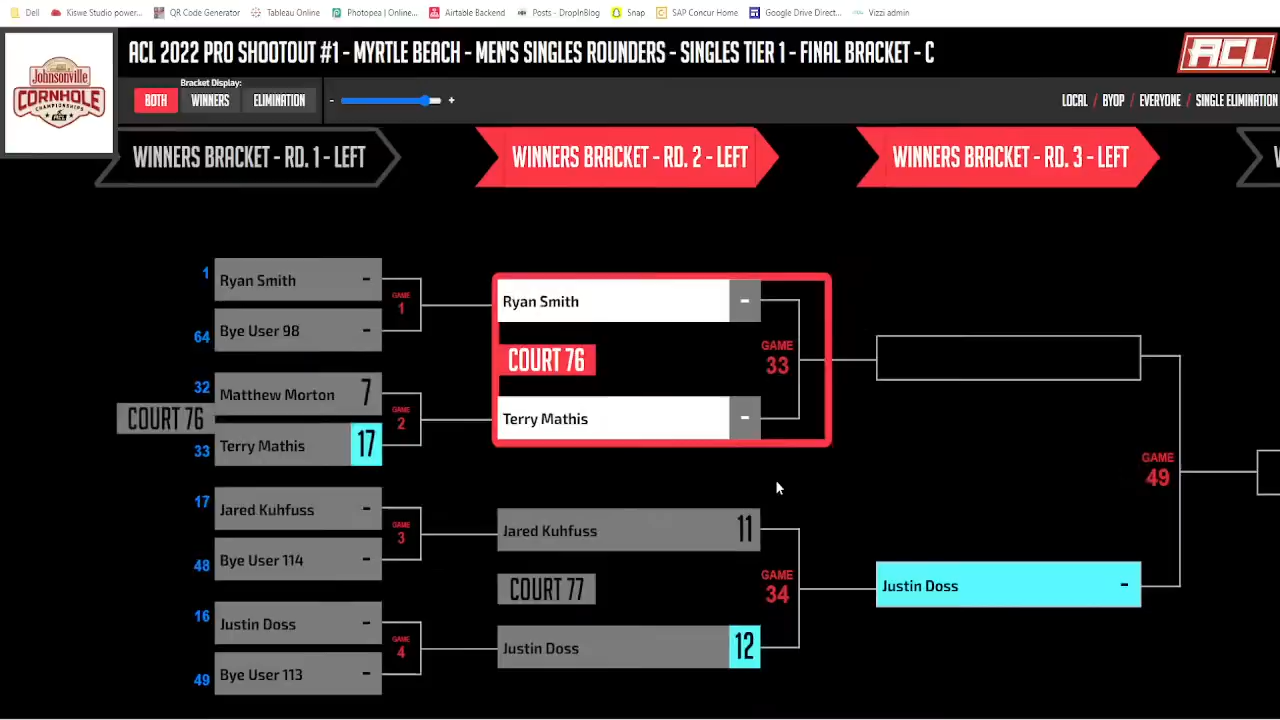 Dell
Kiswe Studio power...
QR Code Generator
Tableau Online
Photopea | Online...
Airtable Backend
Posts - DropInBlog
Snap
SAP Concur Home
Google Drive Direct...
Vizzi admin
Johnsonville
CORNHOLE
CHAMPIONSHIPS
ACL
ACL 2022 PRO SHOOTOUT #1 - MYRTLE BEACH - MEN'S SINGLES ROUNDERS - SINGLES TIER 1 - FINAL BRACKET - C
ACL
Bracket Display:
BOTH
WINNERS
ELIMINATION
- +
LOCAL / BYOP / EVERYONE / SINGLE ELIMINATION
WINNERS BRACKET - RD. 1 - LEFT
WINNERS BRACKET - RD. 2 - LEFT
WINNERS BRACKET - RD. 3 - LEFT
1 Ryan Smith -
GAME
1
64 Bye User 98 -
32 Matthew Morton 7
COURT 76
GAME
2
33 Terry Mathis 17
17 Jared Kuhfuss -
GAME
3
48 Bye User 114 -
16 Justin Doss -
GAME
4
49 Bye User 113 -
Ryan Smith -
COURT 76
GAME
33
Terry Mathis -
Jared Kuhfuss 11
COURT 77
GAME
34
Justin Doss 12
GAME
49
Justin Doss -